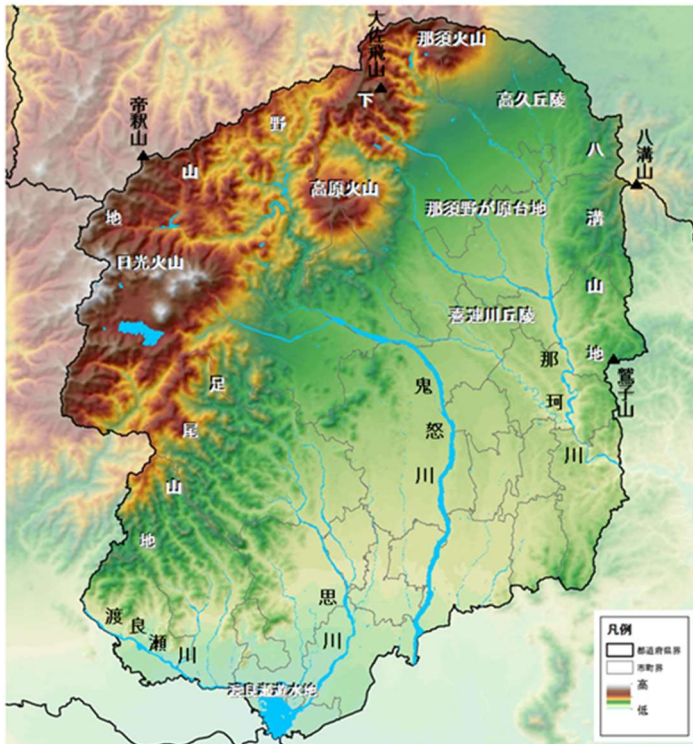 那須火山
大佐飛山
高久丘陵
帝釈山
下野山地
八溝山
高原火山
那須野が原台地
八溝山地
日光火山
喜連川丘陵
鷲子山
那珂川
足尾山地
鬼怒川
思川
渡良瀬川
渡良瀬遊水地
凡例
都道府県界
市町界
高
低